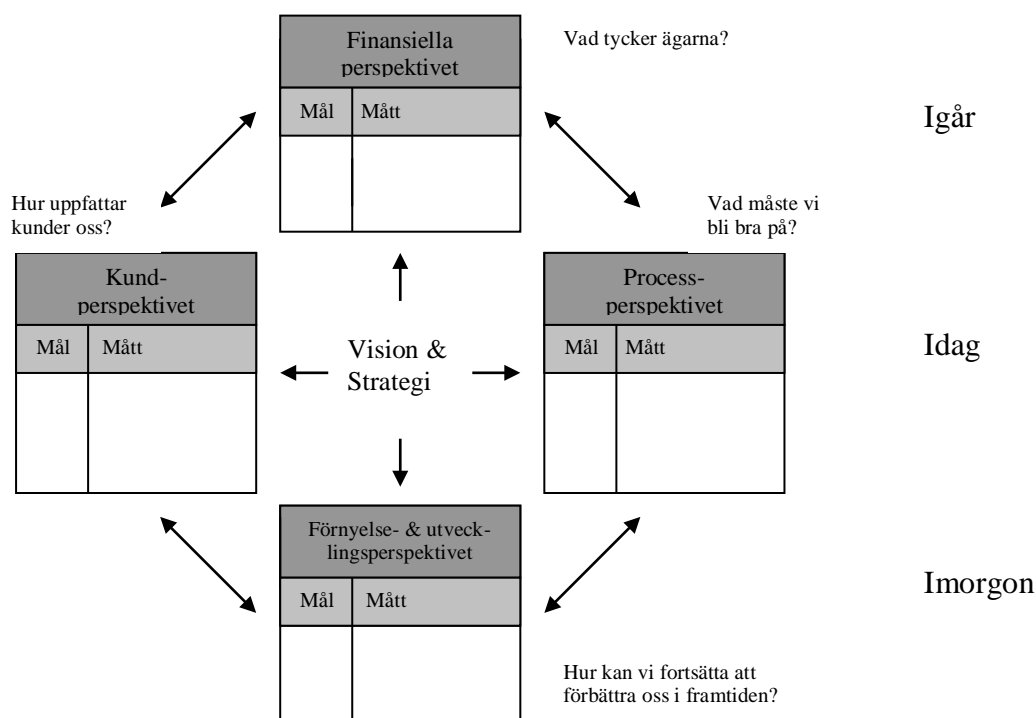 Finansiella
perspektivet
Vad tycker ägarna?
Mål
Mått
Igår
Hur uppfattar
kunder oss?
Vad måste vi
bli bra på?
Kund-
perspektivet
Process-
perspektivet
Mål
Mått
Vision &
Strategi
Mål
Mått
Idag
Förnyelse- & utveck-
lingsperspektivet
Mål
Mått
Imorgon
Hur kan vi fortsätta att
förbättra oss i framtiden?